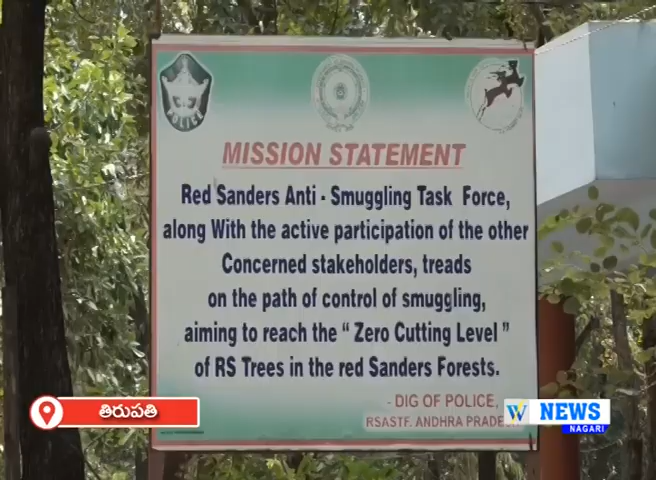 POLICE
MISSION STATEMENT
Red Sanders Anti - Smuggling Task Force,
along With the active participation of the other
Concerned stakeholders, treads
on the path of control of smuggling,
aiming to reach the “ Zero Cutting Level ”
of RS Trees in the red Sanders Forests.
- DIG OF POLICE,
RSASTF. ANDHRA PRADE
తిరుపతి
W NEWS
NAGARI